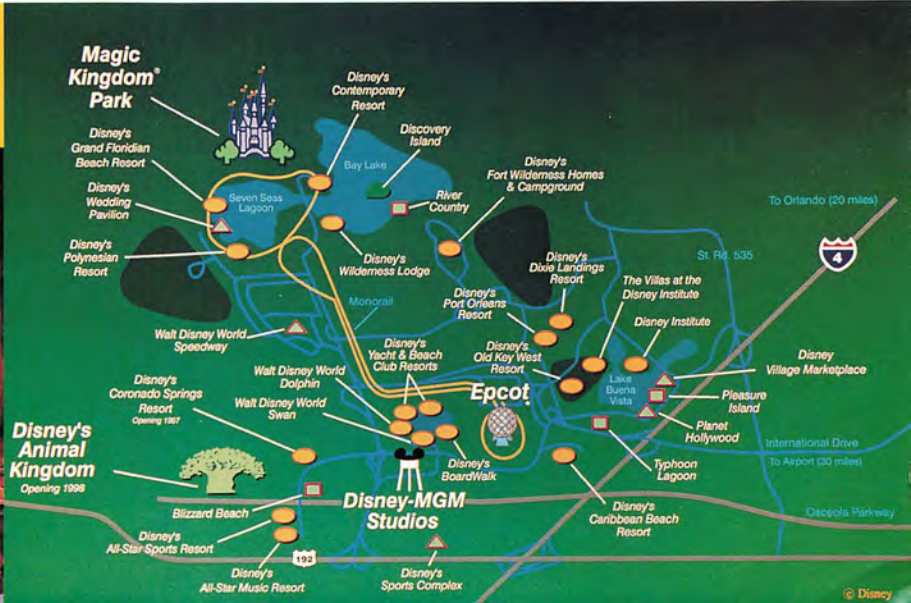 Magic
Kingdom®
Park
Disney's
Contemporary
Resort
Disney's
Grand Floridian
Beach Resort
Discovery
Island
Bay Lake
Disney's
Fort Wilderness Homes
& Campground
Disney's
Wedding
Pavilion
Seven Seas
Lagoon
River
Country
To Orlando (20 miles)
4
St. Rd. 535
Disney's
Polynesian
Resort
Disney's
Wilderness Lodge
Disney's
Dixie Landings
Resort
The Villas at the
Disney Institute
Monorail
Disney's
Port Orleans
Resort
Disney Institute
Walt Disney World
Speedway
Disney's
Yacht & Beach
Club Resorts
Disney's
Old Key West
Resort
Disney
Village Marketplace
Walt Disney World
Dolphin
Epcot
Lake
Buena
Vista
Pleasure
Island
Disney's
Coronado Springs
Resort
Opening 1997
Walt Disney World
Swan
Planet
Hollywood
Disney's
Animal
Kingdom
Opening 1998
Disney's
BoardWalk
Typhoon
Lagoon
International Drive
To Airport (30 miles)
Blizzard Beach
Disney-MGM
Studios
Disney's
Caribbean Beach
Resort
Osceola Parkway
Disney's
All-Star Sports Resort
192
Disney's
All-Star Music Resort
Disney's
Sports Complex
© Disney